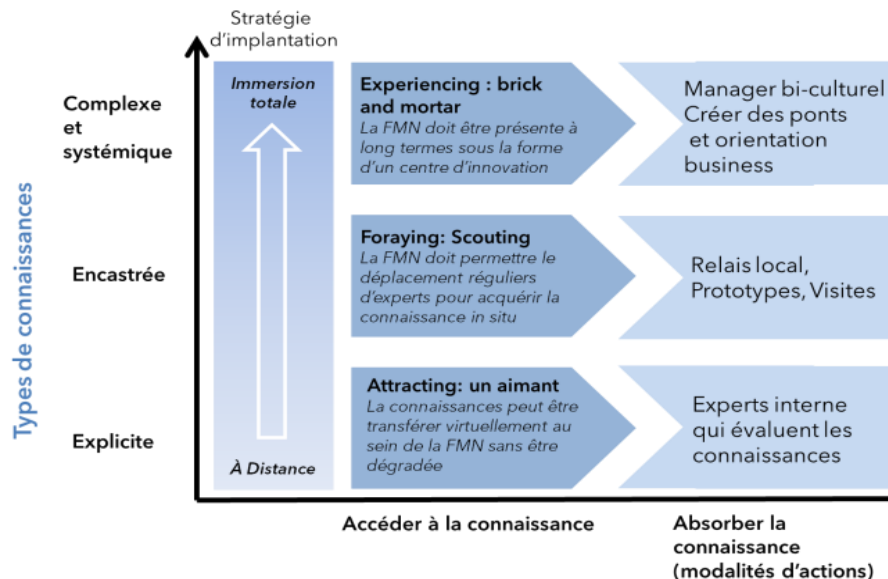 Stratégie
d'implantation
Types de connaissances
Complexe
et
systémique
Encastrée
Explicite
Immersion
totale
À Distance
Experiencing : brick
and mortar
La FMN doit être présente à
long termes sous la forme
d'un centre d'innovation
Manager bi-culturel
Créer des ponts
et orientation
business
Foraying: Scouting
La FMN doit permettre le
déplacement réguliers
d'experts pour acquérir la
connaissance in situ
Relais local,
Prototypes, Visites
Attracting: un aimant
La connaissances peut être
transférer virtuellement au
sein de la FMN sans être
dégradée
Experts interne
qui évaluent les
connaissances
Accéder à la connaissance
Absorber la
connaissance
(modalités d'actions)